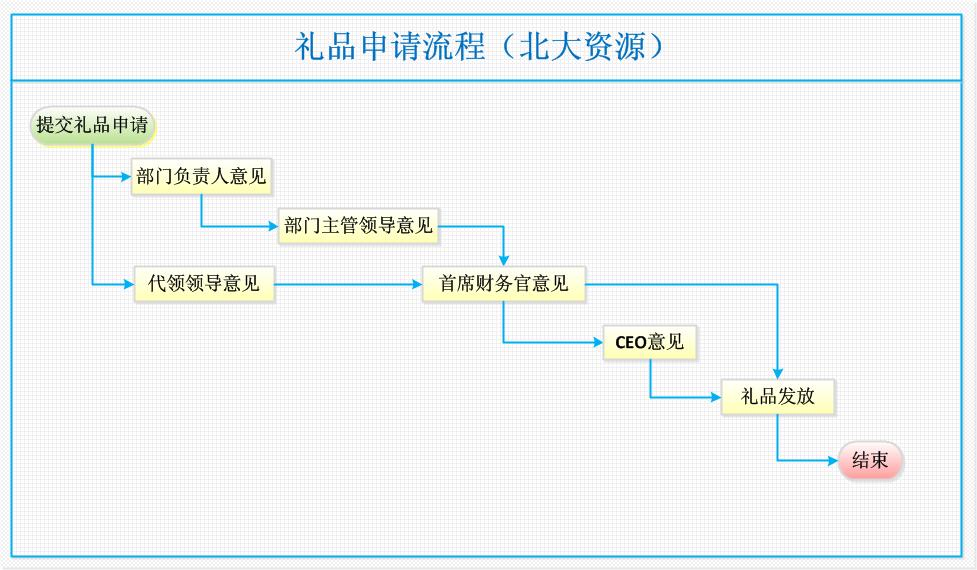 礼品申请流程（北大资源）
提交礼品申请
部门负责人意见
部门主管领导意见
代领领导意见
首席财务官意见
CEO意见
礼品发放
结束